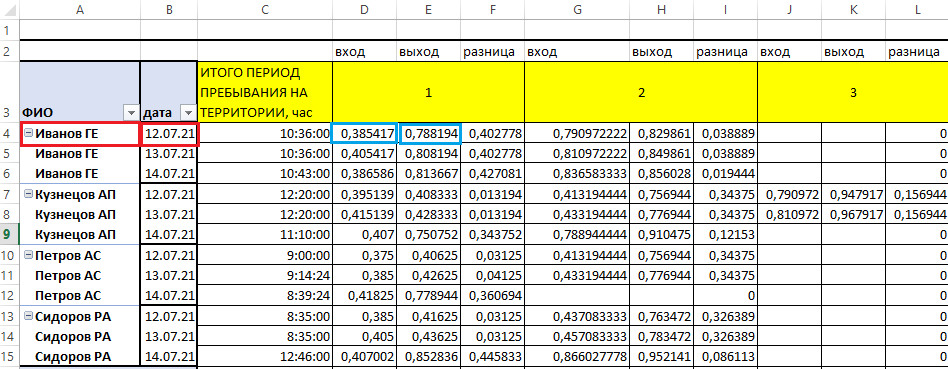 A B C D E F G H I J K L
1
2 вход выход разница вход выход разница вход выход разница
3 ФИО дата ИТОГО ПЕРИОД ПРЕБЫВАНИЯ НА ТЕРРИТОРИИ, час 1 2 3
4 Иванов ГЕ 12.07.21 10:36:00 0,385417 0,788194 0,402778 0,790972222 0,829861 0,038889 0
5 Иванов ГЕ 13.07.21 10:36:00 0,405417 0,808194 0,402778 0,810972222 0,849861 0,038889 0
6 Иванов ГЕ 14.07.21 10:43:00 0,386586 0,813667 0,427081 0,836583333 0,856028 0,019444 0
7 Кузнецов АП 12.07.21 12:20:00 0,395139 0,408333 0,013194 0,413194444 0,756944 0,34375 0,790972 0,947917 0,156944
8 Кузнецов АП 13.07.21 12:20:00 0,415139 0,428333 0,013194 0,433194444 0,776944 0,34375 0,810972 0,967917 0,156944
9 Кузнецов АП 14.07.21 11:10:00 0,407 0,750752 0,343752 0,788944444 0,910475 0,12153 0
10 Петров АС 12.07.21 9:00:00 0,375 0,40625 0,03125 0,413194444 0,756944 0,34375 0
11 Петров АС 13.07.21 9:14:24 0,385 0,42625 0,04125 0,433194444 0,776944 0,34375 0
12 Петров АС 14.07.21 8:39:24 0,41825 0,778944 0,360694 0 0
13 Сидоров РА 12.07.21 8:35:00 0,385 0,41625 0,03125 0,437083333 0,763472 0,326389 0
14 Сидоров РА 13.07.21 8:35:00 0,405 0,43625 0,03125 0,457083333 0,783472 0,326389 0
15 Сидоров РА 14.07.21 12:46:00 0,407002 0,852836 0,445833 0,866027778 0,952141 0,086113 0